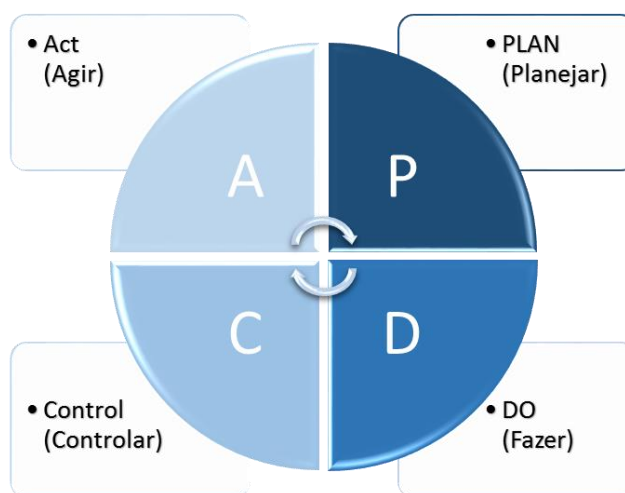 • Act
(Agir)
• PLAN
(Planejar)
A
P
C
D
• Control
(Controlar)
• DO
(Fazer)